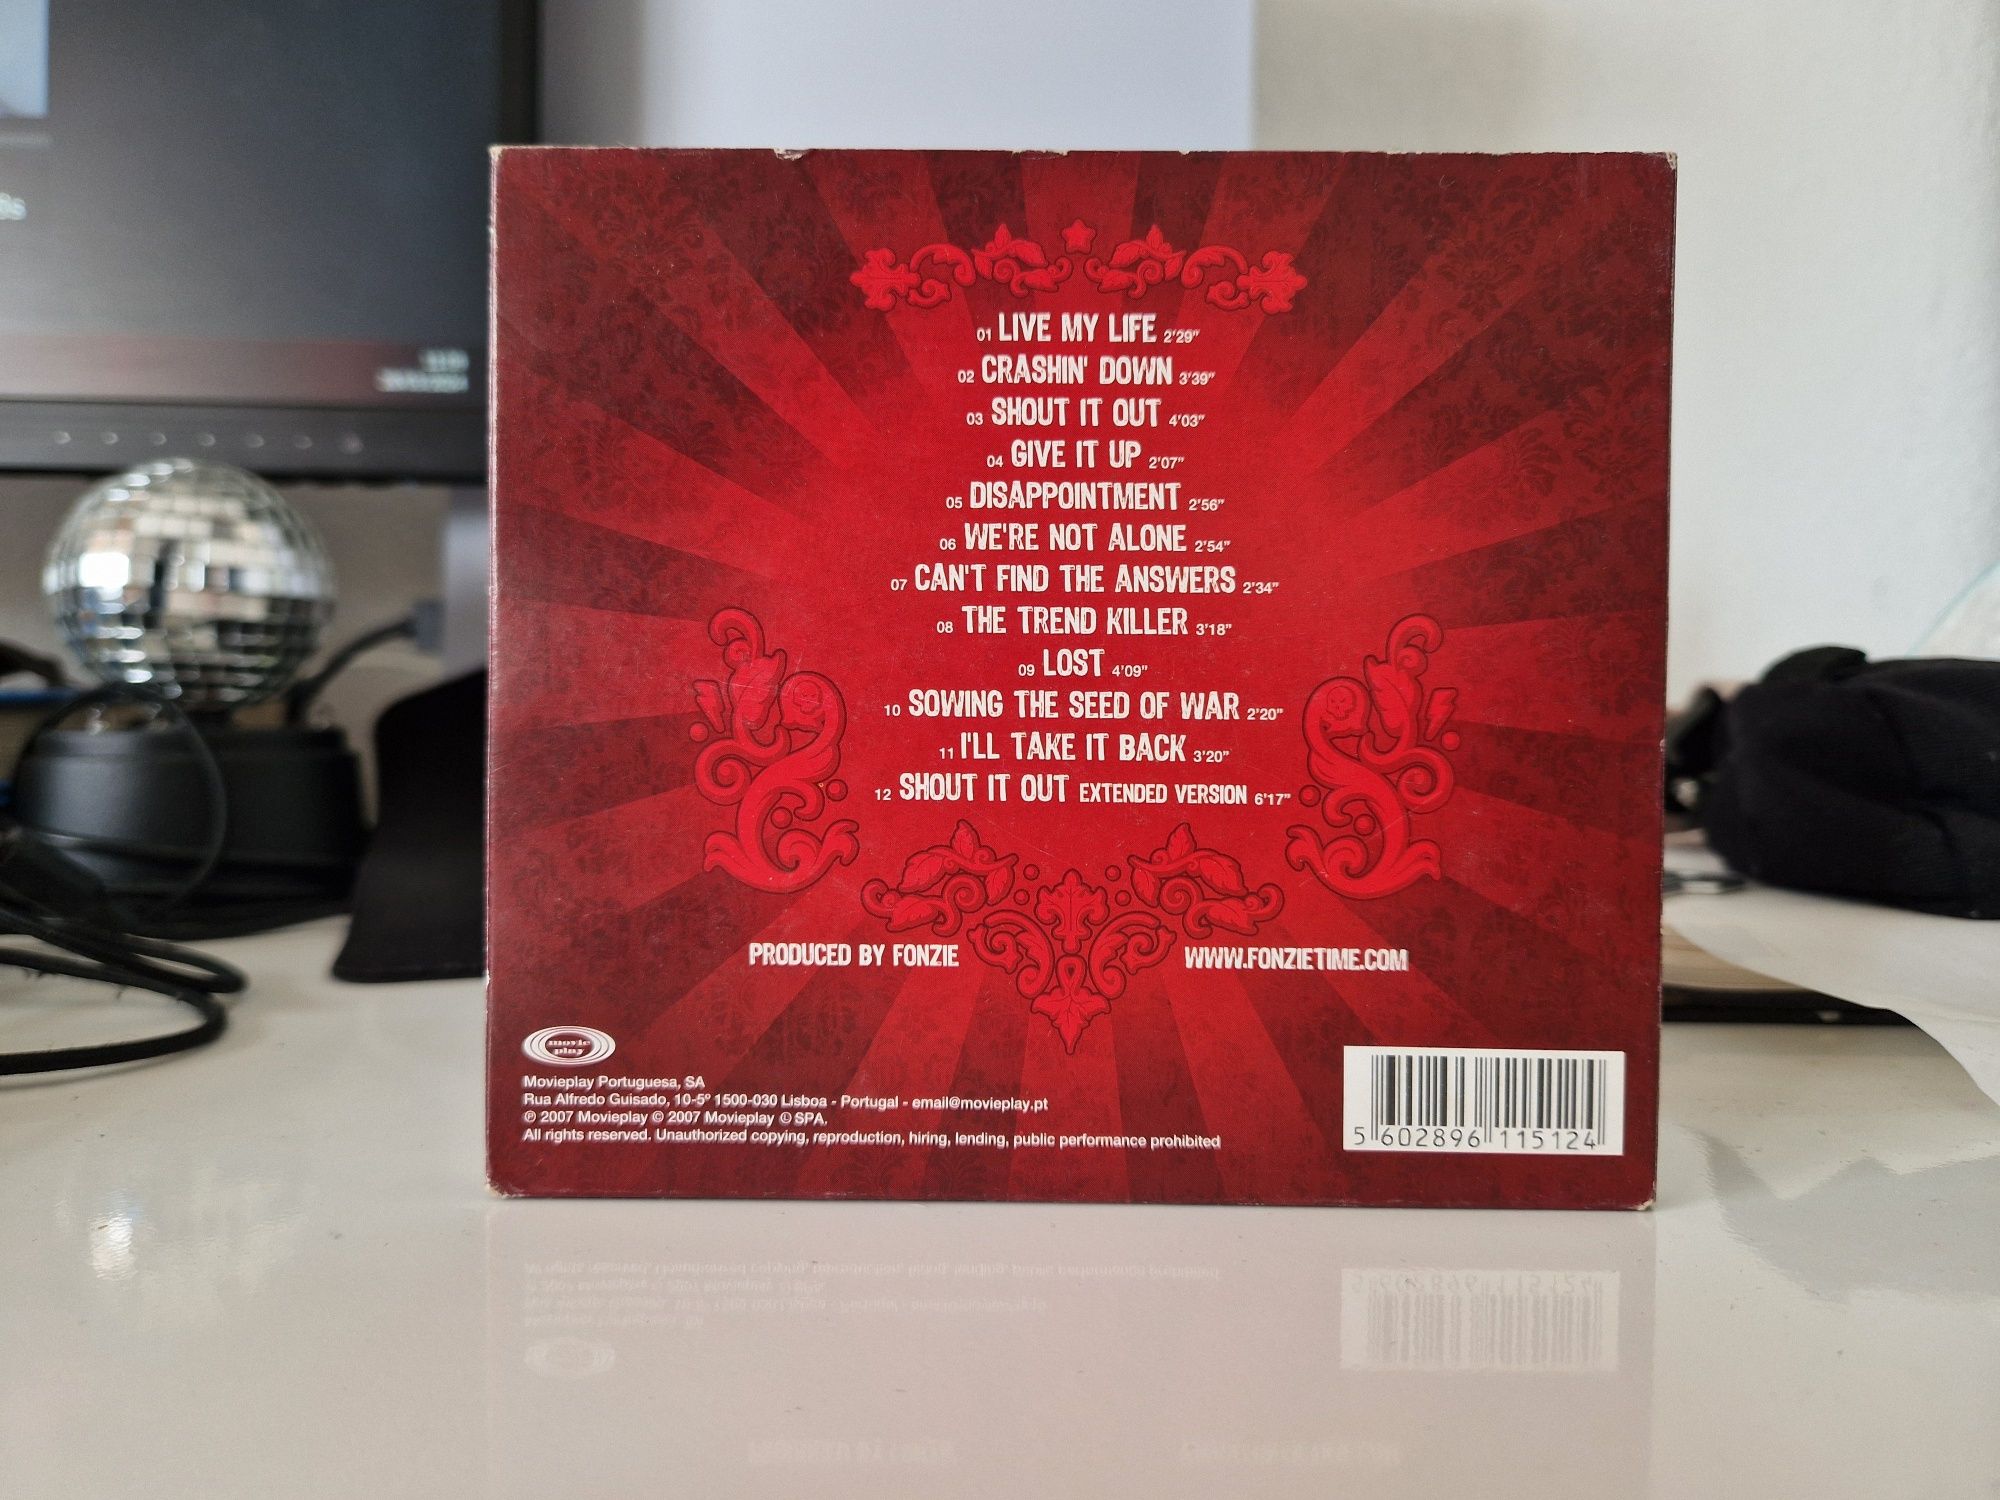 01 LIVE MY LIFE 2'29"
02 CRASHIN' DOWN 3'39"
03 SHOUT IT OUT 4'03"
04 GIVE IT UP 2'07"
05 DISAPPOINTMENT 2'56"
06 WE'RE NOT ALONE 2'54"
07 CAN'T FIND THE ANSWERS 2'34"
08 THE TREND KILLER 3'18"
09 LOST 4'09"
10 SOWING THE SEED OF WAR 2'20"
11 I'LL TAKE IT BACK 3'20"
12 SHOUT IT OUT EXTENDED VERSION 6'17"
PRODUCED BY FONZIE
WWW.FONZIETIME.COM
movie
play
Movieplay Portuguesa, SA
Rua Alfredo Guisado, 10-5º 1500-030 Lisboa - Portugal - email@movieplay.pt
℗ 2007 Movieplay © 2007 Movieplay Ⓛ SPA.
All rights reserved. Unauthorized copying, reproduction, hiring, lending, public performance prohibited
5 602896 115124